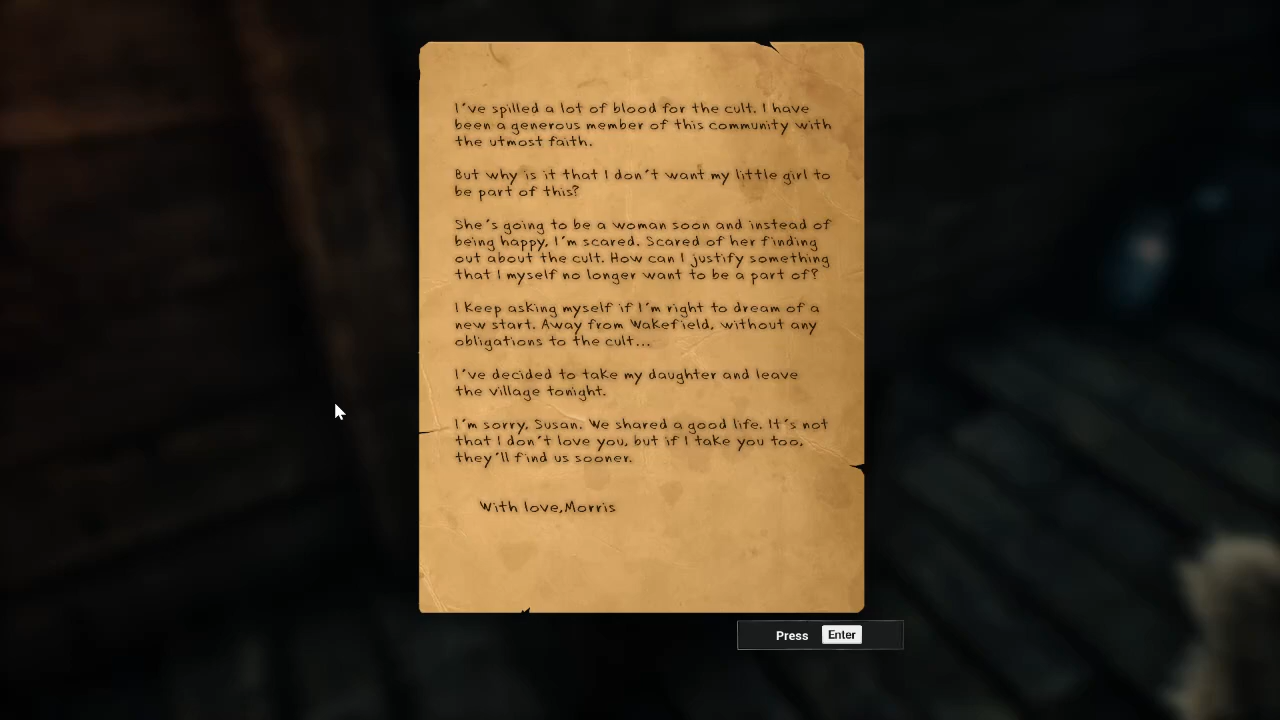 I've spilled a lot of blood for the cult. I have
been a generous member of this community with
the utmost faith.
But why is it that I don't want my little girl to
be part of this?
She's going to be a woman soon and instead of
being happy, I'm scared. Scared of her finding
out about the cult. How can I justify something
that I myself no longer want to be a part of?
I keep asking myself if I'm right to dream of a
new start. Away from Wakefield, without any
obligations to the cult...
I've decided to take my daughter and leave
the village tonight.
I'm sorry, Susan. We shared a good life. It's not
that I don't love you, but if I take you too,
they'll find us sooner.
With love,Morris
Press Enter